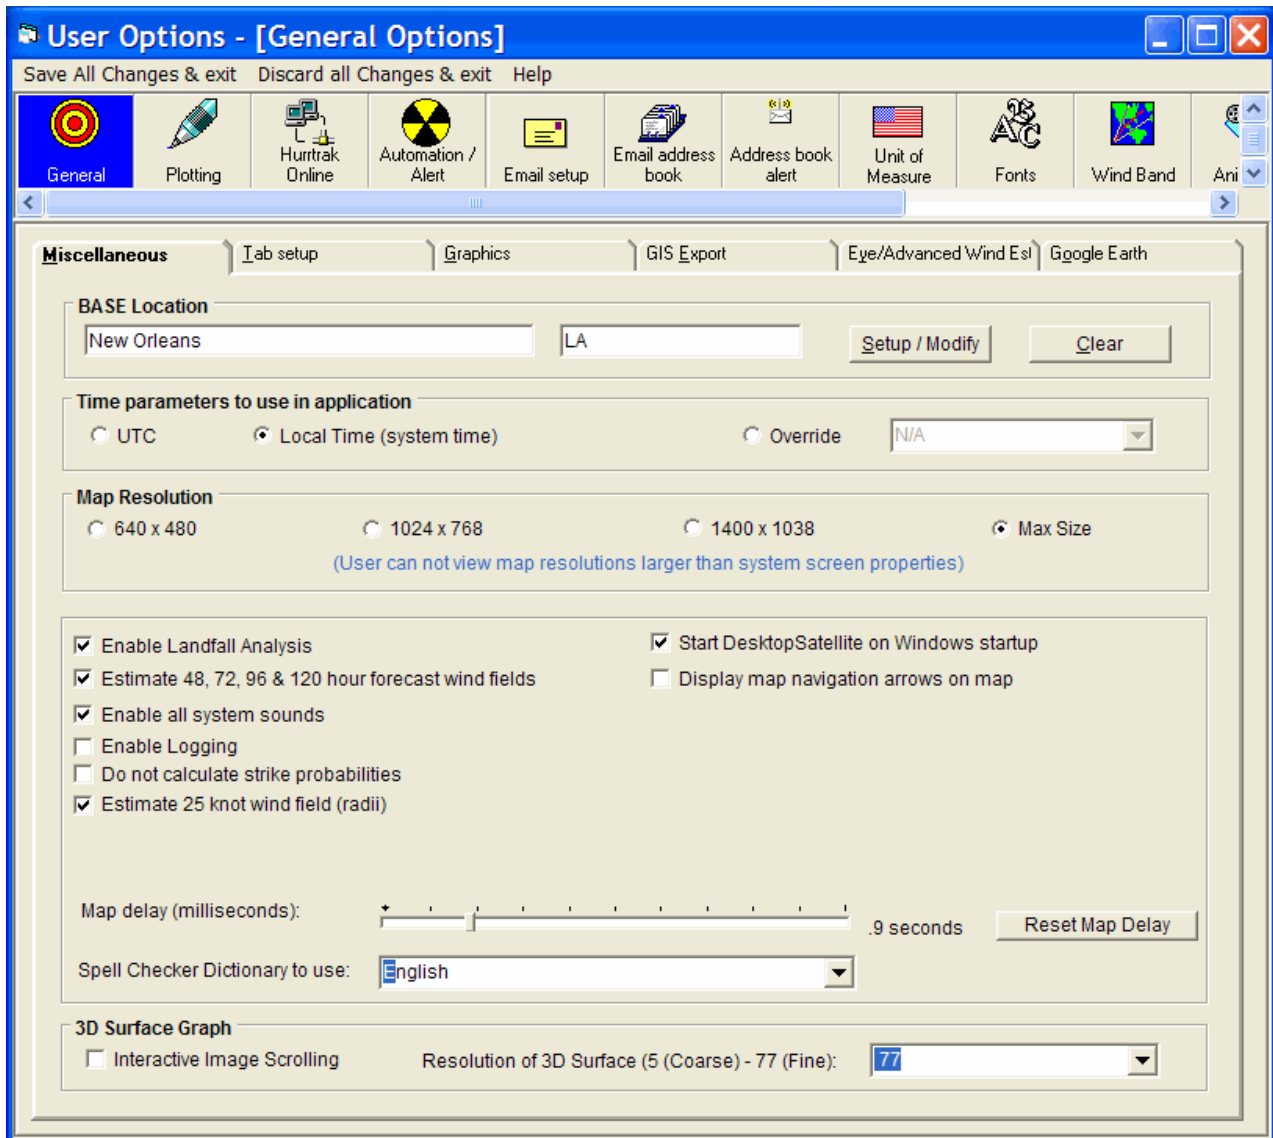 User Options - [General Options]
Save All Changes & exit Discard all Changes & exit Help
General Plotting Hurrtrak Online Automation / Alert Email setup Email address book Address book alert Unit of Measure Fonts Wind Band Ani
Miscellaneous Tab setup Graphics GIS Export Eye/Advanced Wind Est Google Earth
BASE Location
New Orleans LA Setup / Modify Clear
Time parameters to use in application
UTC Local Time (system time) Override N/A
Map Resolution
640 x 480 1024 x 768 1400 x 1038 Max Size
(User can not view map resolutions larger than system screen properties)
Enable Landfall Analysis Start DesktopSatellite on Windows startup
Estimate 48, 72, 96 & 120 hour forecast wind fields Display map navigation arrows on map
Enable all system sounds
Enable Logging
Do not calculate strike probabilities
Estimate 25 knot wind field (radii)
Map delay (milliseconds): .9 seconds Reset Map Delay
Spell Checker Dictionary to use: English
3D Surface Graph
Interactive Image Scrolling Resolution of 3D Surface (5 (Coarse) - 77 (Fine): 77